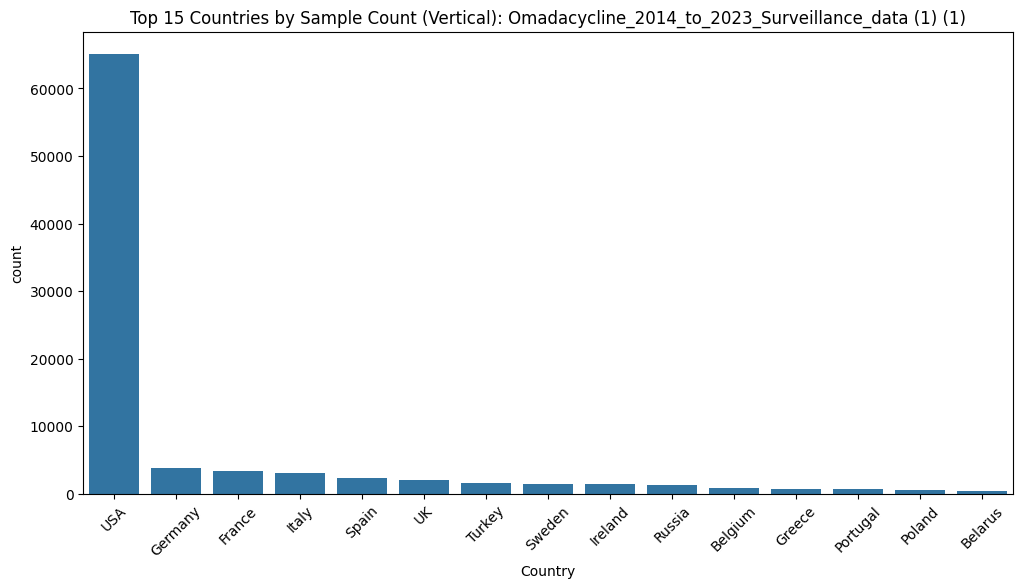 Top 15 Countries by Sample Count (Vertical): Omadacycline_2014_to_2023_Surveillance_data (1) (1)
60000
50000
40000
30000
20000
10000
0
count
USA
Germany
France
Italy
Spain
UK
Turkey
Sweden
Ireland
Russia
Belgium
Greece
Portugal
Poland
Belarus
Country